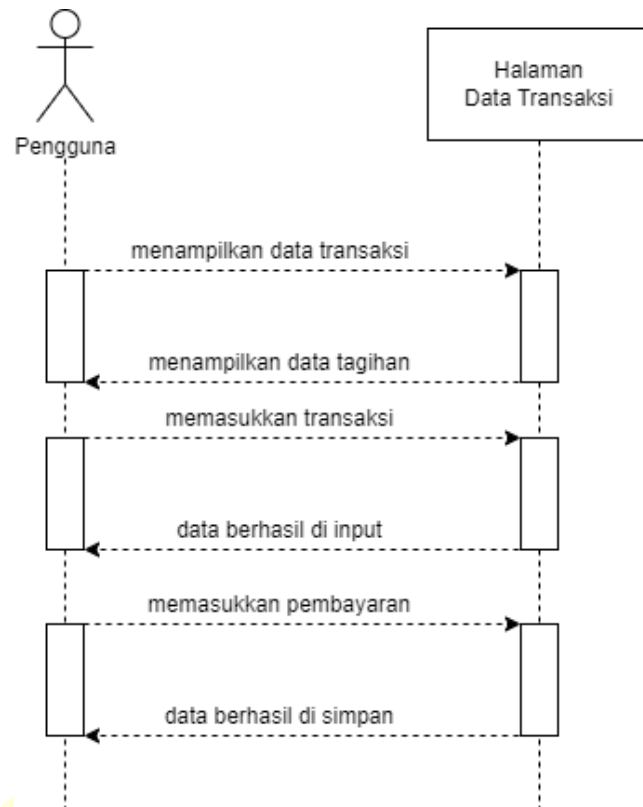 Pengguna
Halaman
Data Transaksi
menampilkan data transaksi
menampilkan data tagihan
memasukkan transaksi
data berhasil di input
memasukkan pembayaran
data berhasil di simpan